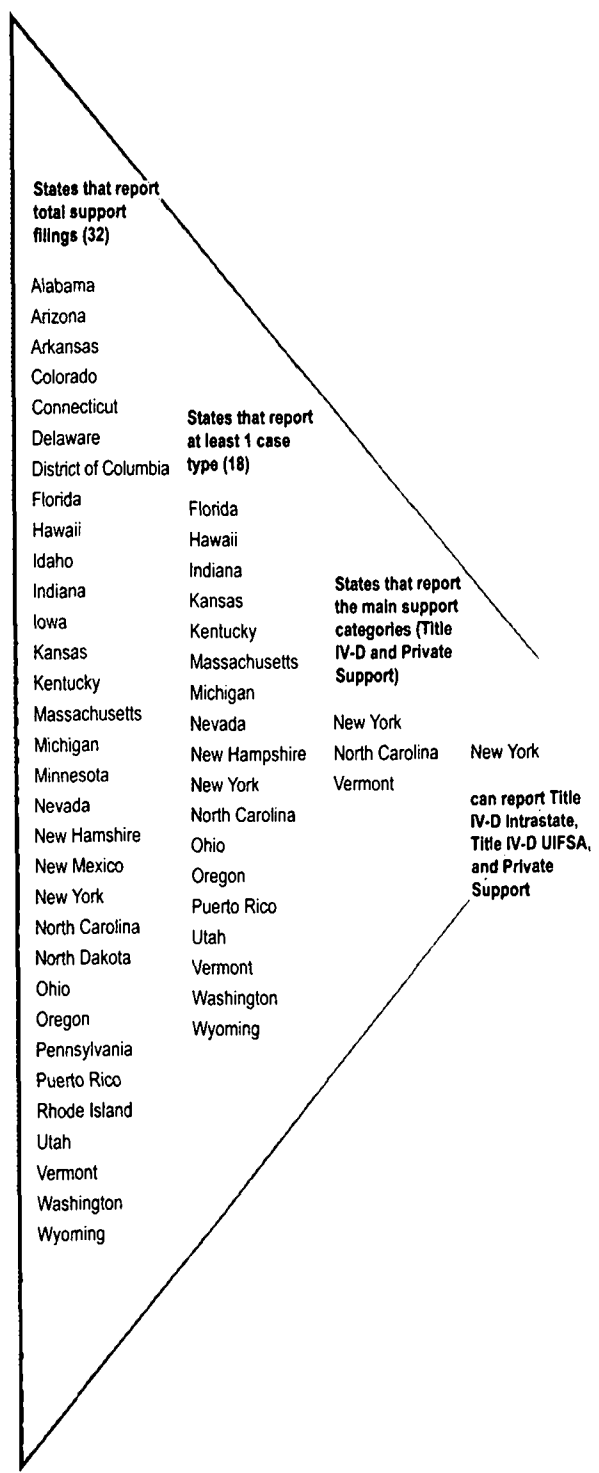 States that report
total support
filings (32)
Alabama
Arizona
Arkansas
Colorado
Connecticut
Delaware
District of Columbia
Florida
Hawaii
Idaho
Indiana
Iowa
Kansas
Kentucky
Massachusetts
Michigan
Minnesota
Nevada
New Hamshire
New Mexico
New York
North Carolina
North Dakota
Ohio
Oregon
Pennsylvania
Puerto Rico
Rhode Island
Utah
Vermont
Washington
Wyoming
States that report
at least 1 case
type (18)
Florida
Hawaii
Indiana
Kansas
Kentucky
Massachusetts
Michigan
Nevada
New Hampshire
New York
North Carolina
Ohio
Oregon
Puerto Rico
Utah
Vermont
Washington
Wyoming
States that report
the main support
categories (Title
IV-D and Private
Support)
New York
North Carolina
Vermont
New York
can report Title
IV-D Intrastate,
Title IV-D UIFSA,
and Private
Support